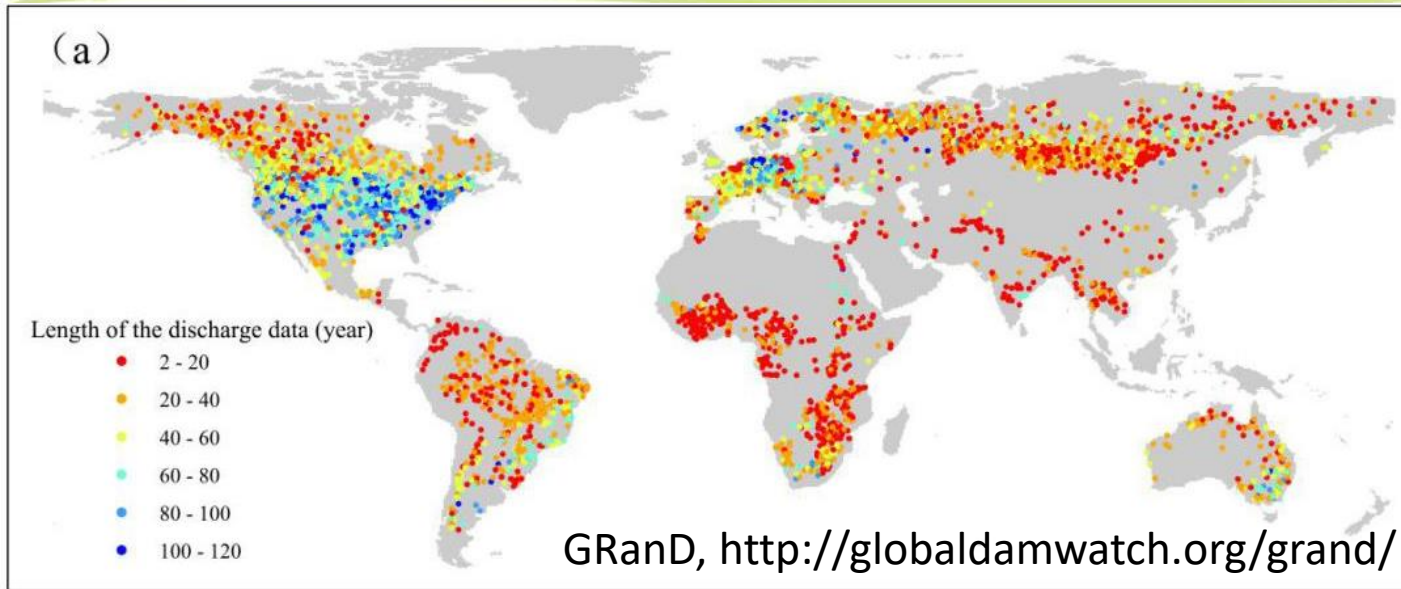 （a）
Length of the discharge data (year)
2 - 20
20 - 40
40 - 60
60 - 80
80 - 100
100 - 120
GRanD, http://globaldamwatch.org/grand/